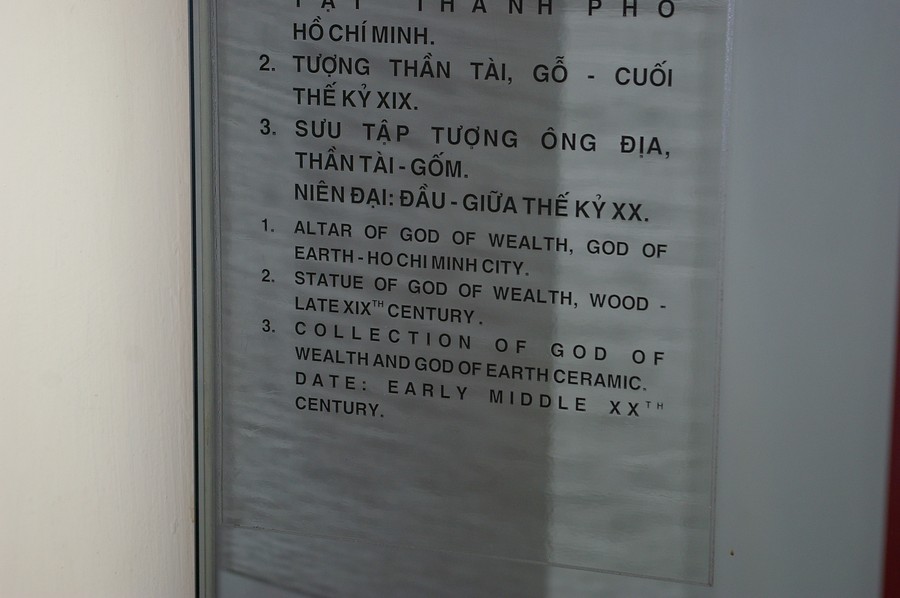 TẠI THÀNH PHỐ
HỒ CHÍ MINH.
2. TƯỢNG THẦN TÀI, GỖ - CUỐI
THẾ KỶ XIX.
3. SƯU TẬP TƯỢNG ÔNG ĐỊA,
THẦN TÀI - GỐM.
NIÊN ĐẠI: ĐẦU - GIỮA THẾ KỶ XX.
1. ALTAR OF GOD OF WEALTH, GOD OF
EARTH - HO CHI MINH CITY.
2. STATUE OF GOD OF WEALTH, WOOD -
LATE XIXTH CENTURY.
3. COLLECTION OF GOD OF
WEALTH AND GOD OF EARTH CERAMIC.
DATE: EARLY MIDDLE XXTH
CENTURY.